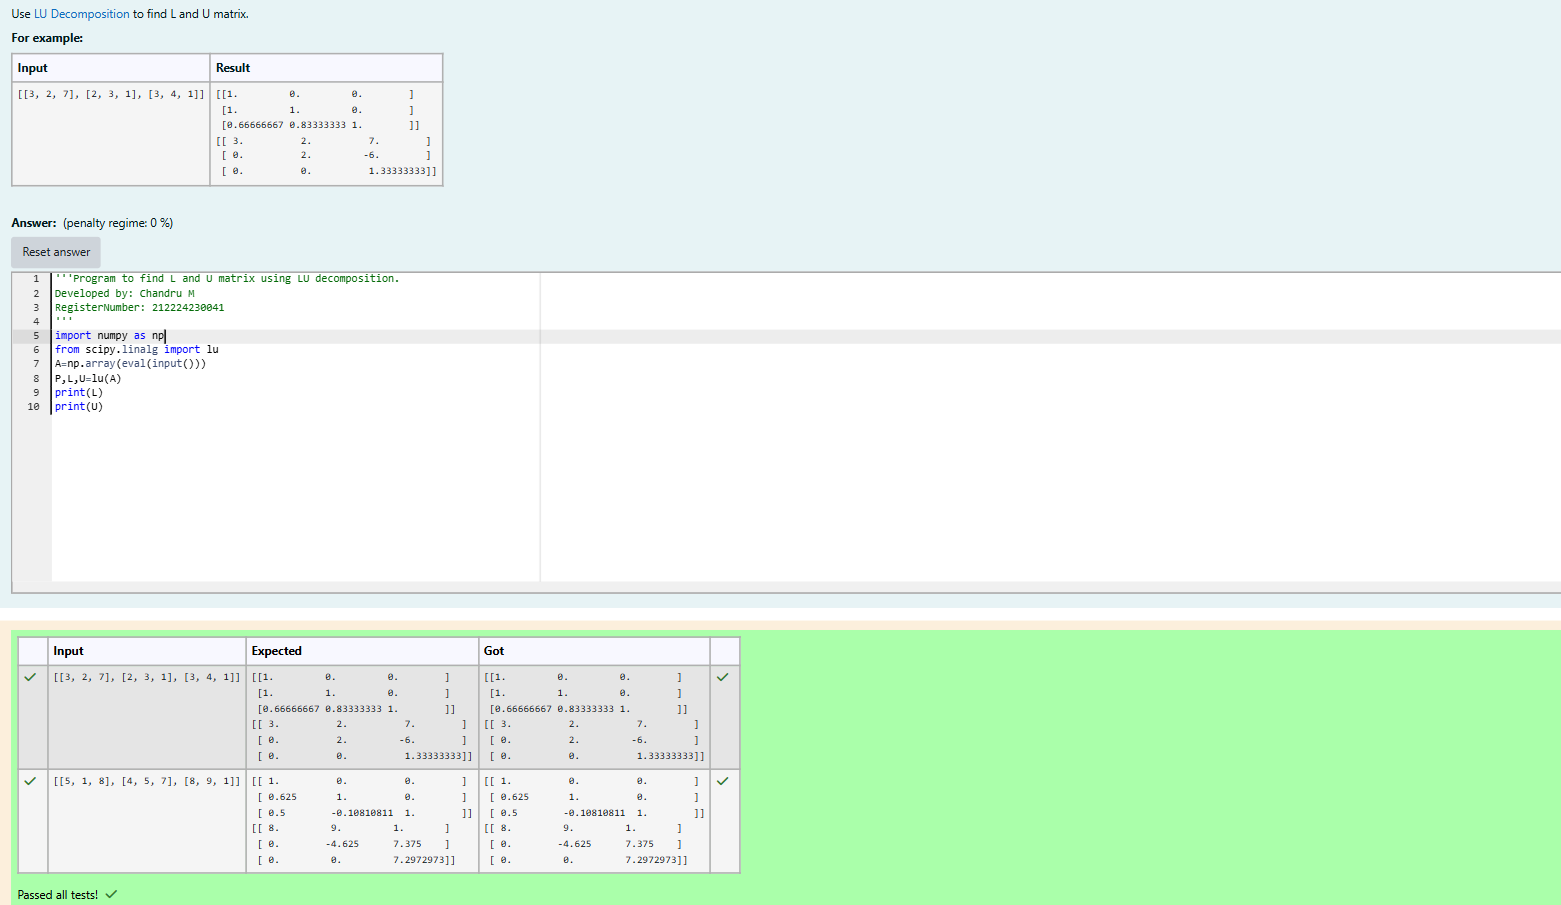 Use LU Decomposition to find L and U matrix.
For example:
Input Result
[[3, 2, 7], [2, 3, 1], [3, 4, 1]] [[1. 0. 0. ]
[1. 1. 0. ]
[0.66666667 0.83333333 1. ]]
[[ 3. 2. 7. ]
[ 0. 2. -6. ]
[ 0. 0. 1.33333333]]
Answer: (penalty regime: 0 %)
Reset answer
1 '''Program to find L and U matrix using LU decomposition.
2 Developed by: Chandru M
3 RegisterNumber: 212224230041
4 '''
5 import numpy as np
6 from scipy.linalg import lu
7 A=np.array(eval(input()))
8 P,L,U=lu(A)
9 print(L)
10 print(U)
Input Expected Got
[[3, 2, 7], [2, 3, 1], [3, 4, 1]] [[1. 0. 0. ] [[1. 0. 0. ]
[1. 1. 0. ] [1. 1. 0. ]
[0.66666667 0.83333333 1. ]] [0.66666667 0.83333333 1. ]]
[[ 3. 2. 7. ] [[ 3. 2. 7. ]
[ 0. 2. -6. ] [ 0. 2. -6. ]
[ 0. 0. 1.33333333]] [ 0. 0. 1.33333333]]
[[5, 1, 8], [4, 5, 7], [8, 9, 1]] [[ 1. 0. 0. ] [[ 1. 0. 0. ]
[ 0.625 1. 0. ] [ 0.625 1. 0. ]
[ 0.5 -0.10810811 1. ]] [ 0.5 -0.10810811 1. ]]
[[ 8. 9. 1. ] [[ 8. 9. 1. ]
[ 0. -4.625 7.375 ] [ 0. -4.625 7.375 ]
[ 0. 0. 7.2972973]] [ 0. 0. 7.2972973]]
Passed all tests!